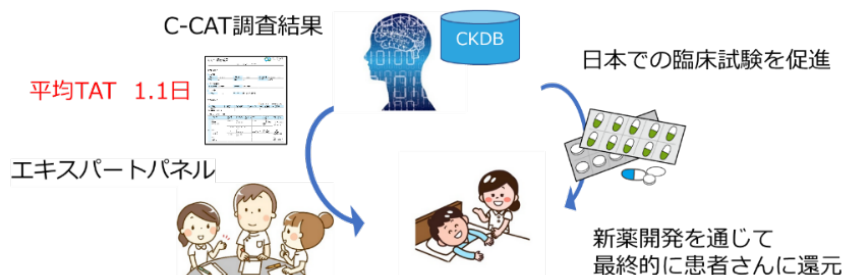 C-CAT調査結果
CKDB
日本での臨床試験を促進
平均TAT 1.1日
エキスパートパネル
新薬開発を通じて
最終的に患者さんに還元